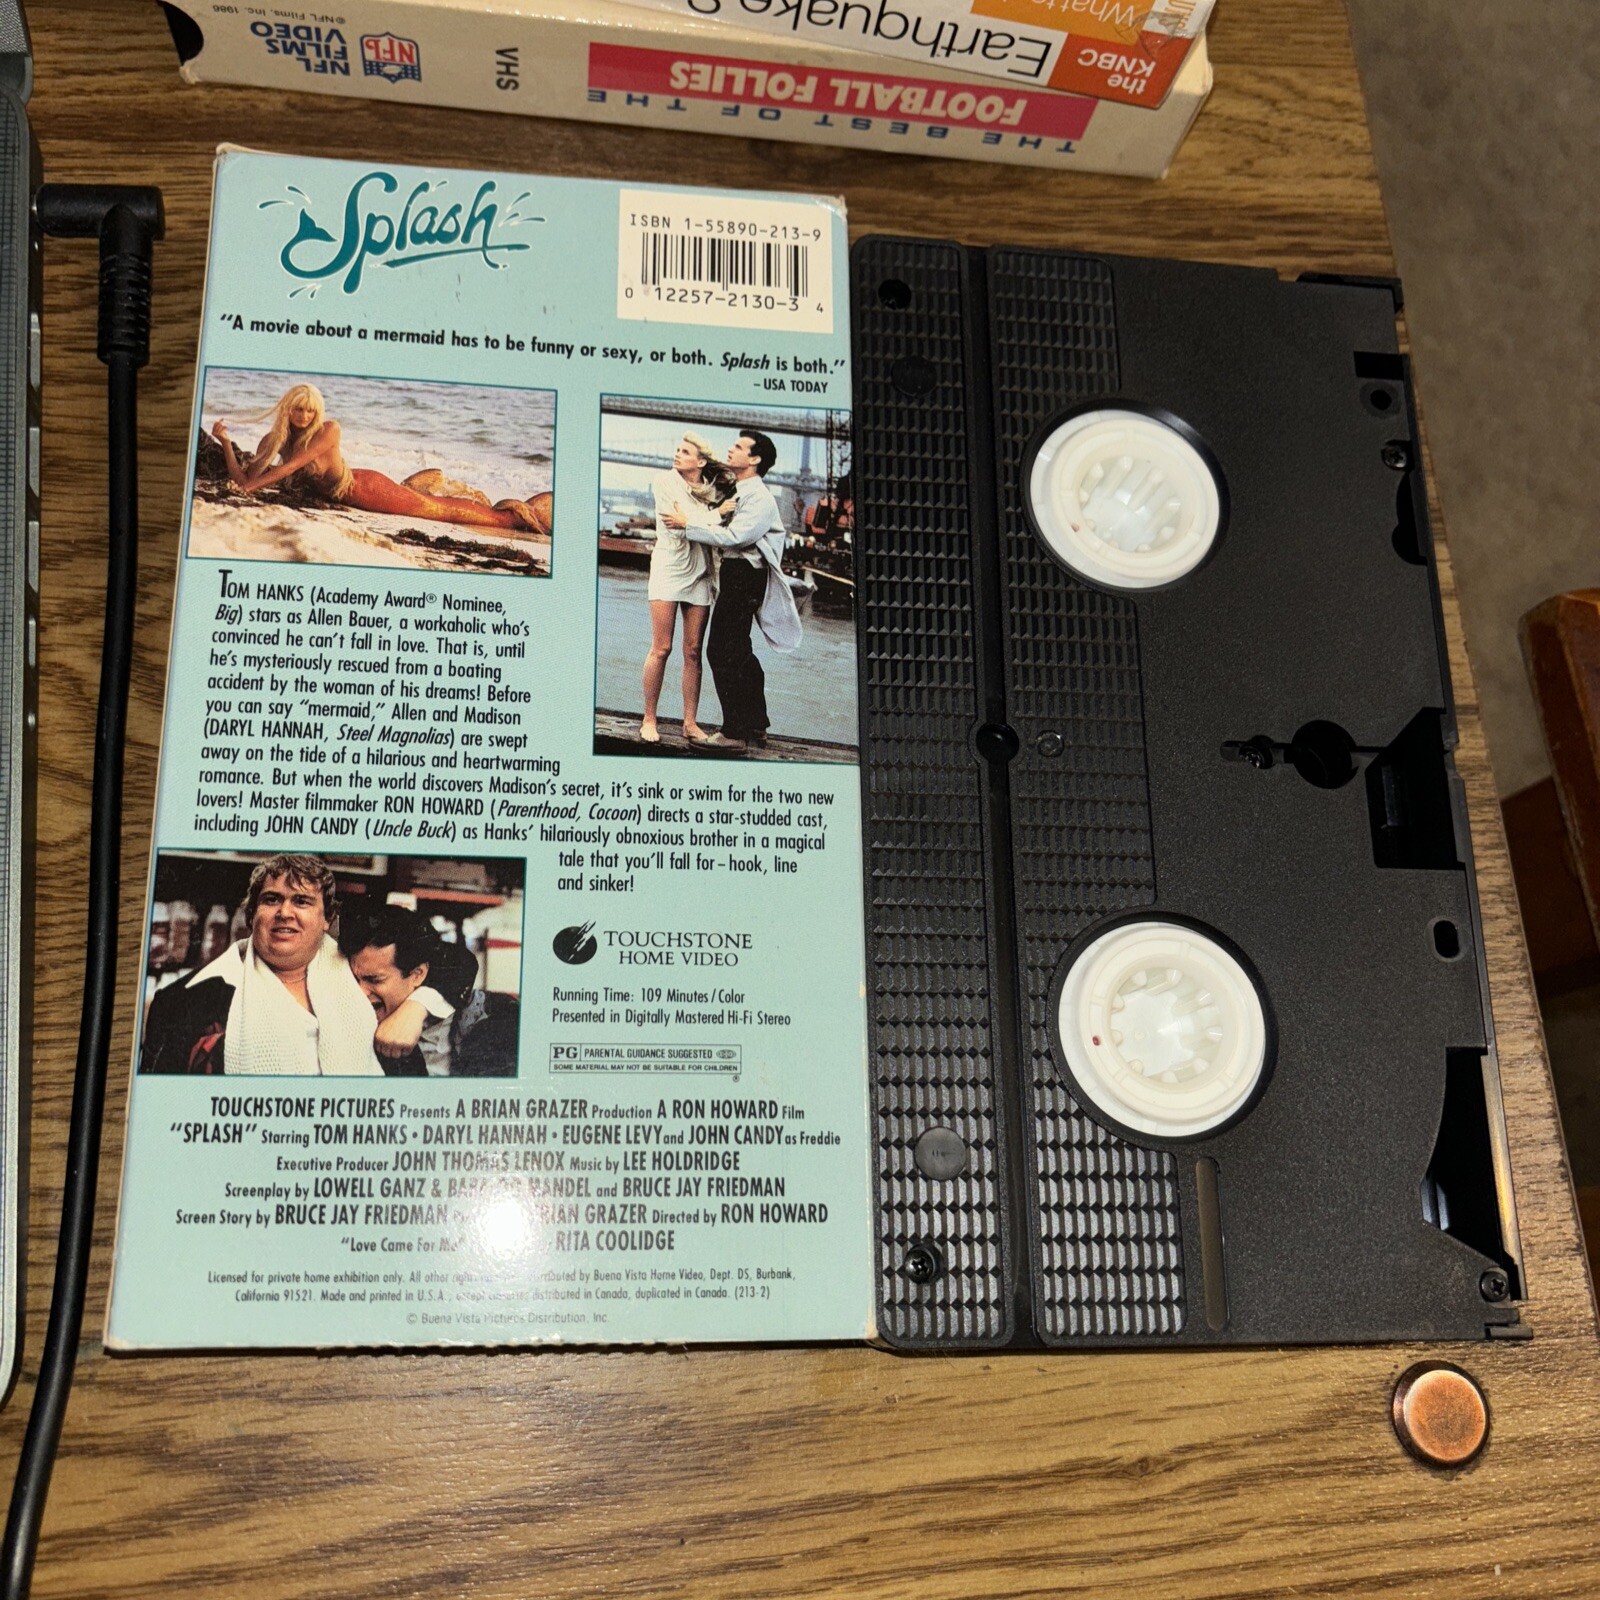 the KNBC
Earthquake
Whatto
THE BEST OF THE
FOOTBALL FOLLIES
VHS
NFL
NFL FILMS VIDEO
©NFL Films, Inc. 1986
Splash
ISBN 1-55890-213-9
0 12257-2130-3 4
"A movie about a mermaid has to be funny or sexy, or both. Splash is both."
– USA TODAY
TOM HANKS (Academy Award® Nominee,
Big) stars as Allen Bauer, a workaholic who's
convinced he can't fall in love. That is, until
he's mysteriously rescued from a boating
accident by the woman of his dreams! Before
you can say "mermaid," Allen and Madison
(DARYL HANNAH, Steel Magnolias) are swept
away on the tide of a hilarious and heartwarming
romance. But when the world discovers Madison's secret, it's sink or swim for the two new
lovers! Master filmmaker RON HOWARD (Parenthood, Cocoon) directs a star-studded cast,
including JOHN CANDY (Uncle Buck) as Hanks' hilariously obnoxious brother in a magical
tale that you'll fall for – hook, line
and sinker!
TOUCHSTONE
HOME VIDEO
Running Time: 109 Minutes/Color
Presented in Digitally Mastered Hi-Fi Stereo
PG PARENTAL GUIDANCE SUGGESTED
SOME MATERIAL MAY NOT BE SUITABLE FOR CHILDREN
®
TOUCHSTONE PICTURES Presents A BRIAN GRAZER Production A RON HOWARD Film
"SPLASH" Starring TOM HANKS • DARYL HANNAH • EUGENE LEVY and JOHN CANDY as Freddie
Executive Producer JOHN THOMAS LENOX Music by LEE HOLDRIDGE
Screenplay by LOWELL GANZ & MANDEL and BRUCE JAY FRIEDMAN
Screen Story by BRUCE JAY FRIEDMAN BRIAN GRAZER Directed by RON HOWARD
"Love Came For Me" RITA COOLIDGE
Licensed for private home exhibition only. All other distributed by Buena Vista Home Video, Dept. DS, Burbank,
California 91521. Made and printed in U.S.A., except distributed in Canada, duplicated in Canada. (213-2)
© Buena Vista Pictures Distribution, Inc.